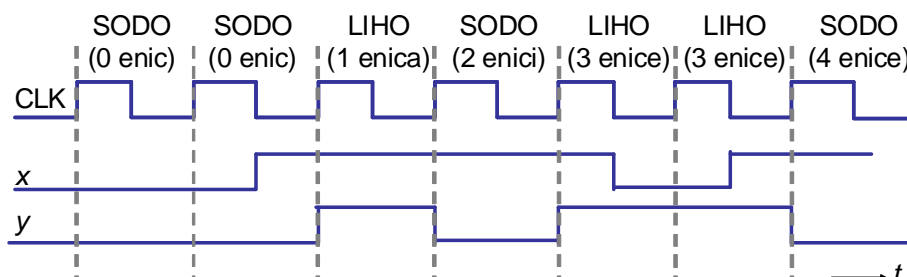 SODO SODO LIHO SODO LIHO LIHO SODO
(0 enic) (0 enic) (1 enica) (2 enici) (3 enice) (3 enice) (4 enice)
CLK
x
y
t